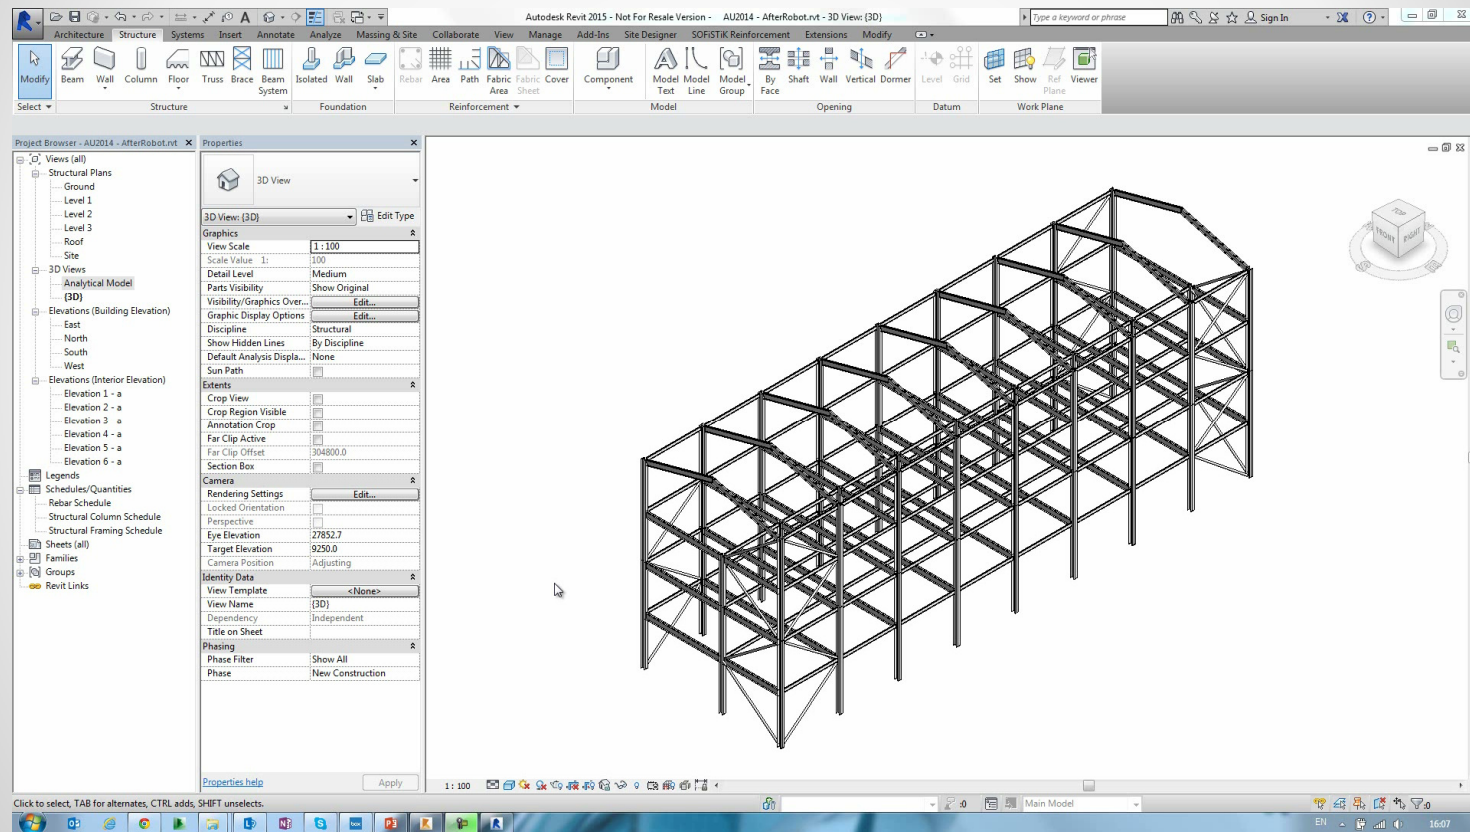 Autodesk Revit 2015 - Not For Resale Version - AU2014 - AfterRobot.rvt - 3D View: {3D}
Type a keyword or phrase
Sign In
Architecture Structure Systems Insert Annotate Analyze Massing & Site Collaborate View Manage Add-Ins Site Designer SOFiSTiK Reinforcement Extensions Modify
Modify Beam Wall Column Floor Truss Brace Beam System Isolated Wall Slab Rebar Area Path Fabric Area Fabric Sheet Cover Component Model Text Model Line Model Group By Face Shaft Wall Vertical Dormer Level Grid Set Show Ref Plane Viewer
Select Structure Foundation Reinforcement Model Opening Datum Work Plane
Project Browser - AU2014 - AfterRobot.rvt
Views (all)
Structural Plans
Ground
Level 1
Level 2
Level 3
Roof
Site
3D Views
Analytical Model
{3D}
Elevations (Building Elevation)
East
North
South
West
Elevations (Interior Elevation)
Elevation 1 - a
Elevation 2 - a
Elevation 3 - a
Elevation 4 - a
Elevation 5 - a
Elevation 6 - a
Legends
Schedules/Quantities
Rebar Schedule
Structural Column Schedule
Structural Framing Schedule
Sheets (all)
Families
Groups
Revit Links
Properties
3D View
3D View: {3D} Edit Type
Graphics
View Scale 1 : 100
Scale Value 1: 100
Detail Level Medium
Parts Visibility Show Original
Visibility/Graphics Over... Edit...
Graphic Display Options Edit...
Discipline Structural
Show Hidden Lines By Discipline
Default Analysis Displa... None
Sun Path
Extents
Crop View
Crop Region Visible
Annotation Crop
Far Clip Active
Far Clip Offset 304800.0
Section Box
Camera
Rendering Settings Edit...
Locked Orientation
Perspective
Eye Elevation 27852.7
Target Elevation 9250.0
Camera Position Adjusting
Identity Data
View Template <None>
View Name {3D}
Dependency Independent
Title on Sheet
Phasing
Phase Filter Show All
Phase New Construction
Properties help Apply
TOP
FRONT RIGHT
1 : 100
Click to select, TAB for alternates, CTRL adds, SHIFT unselects.
:0 Main Model :0
EN 16:07